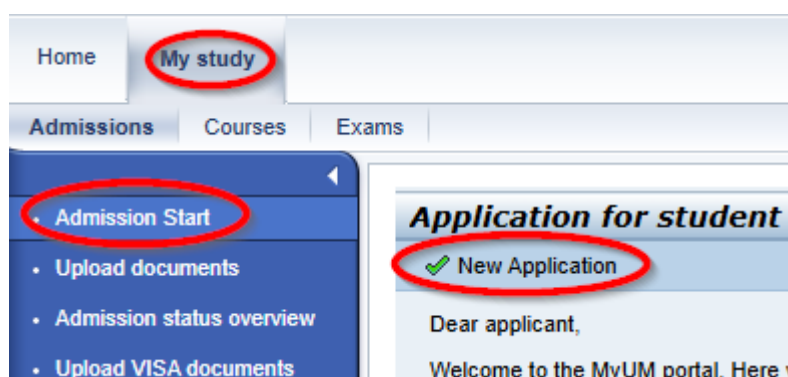 Home My study
Admissions Courses Exams
• Admission Start
Application for student
• Upload documents
New Application
• Admission status overview
Dear applicant,
• Upload VISA documents
Welcome to the MyUM portal. Here